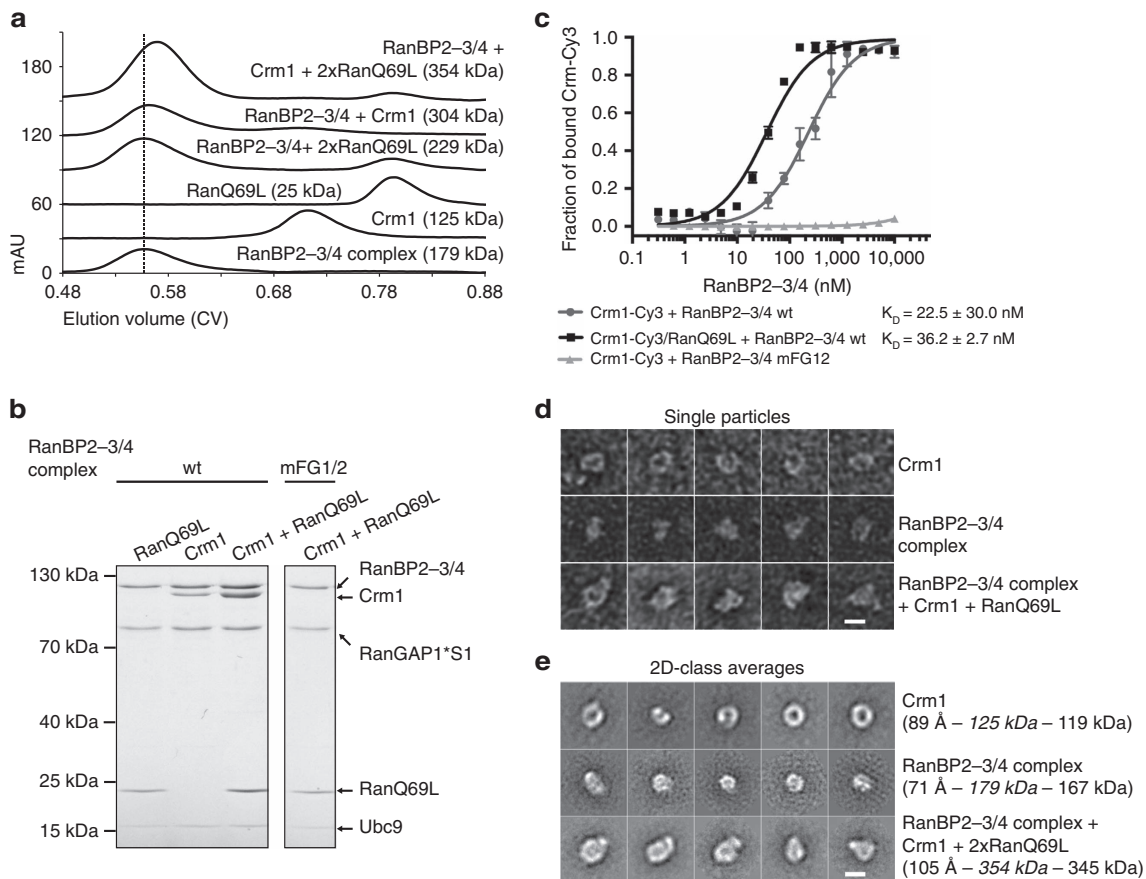 a
RanBP2–3/4 +
Crm1 + 2xRanQ69L (354 kDa)
RanBP2–3/4 + Crm1 (304 kDa)
RanBP2–3/4+ 2xRanQ69L (229 kDa)
RanQ69L (25 kDa)
Crm1 (125 kDa)
RanBP2–3/4 complex (179 kDa)
180
120
60
0
mAU
0.48 0.58 0.68 0.78 0.88
Elution volume (CV)
b
RanBP2–3/4
complex
wt
mFG1/2
RanQ69L
Crm1
Crm1 + RanQ69L
Crm1 + RanQ69L
130 kDa
70 kDa
40 kDa
25 kDa
15 kDa
RanBP2–3/4
Crm1
RanGAP1*S1
RanQ69L
Ubc9
c
Fraction of bound Crm-Cy3
1.0
0.8
0.6
0.4
0.2
0.0
0.1 1 10 100 1,000 10,000
RanBP2–3/4 (nM)
Crm1-Cy3 + RanBP2–3/4 wt K_D = 22.5 ± 30.0 nM
Crm1-Cy3/RanQ69L + RanBP2–3/4 wt K_D = 36.2 ± 2.7 nM
Crm1-Cy3 + RanBP2–3/4 mFG12
d
Single particles
Crm1
RanBP2–3/4
complex
RanBP2–3/4 complex
+ Crm1 + RanQ69L
e
2D-class averages
Crm1
(89 Å – 125 kDa – 119 kDa)
RanBP2–3/4 complex
(71 Å – 179 kDa – 167 kDa)
RanBP2–3/4 complex +
Crm1 + 2xRanQ69L
(105 Å – 354 kDa – 345 kDa)